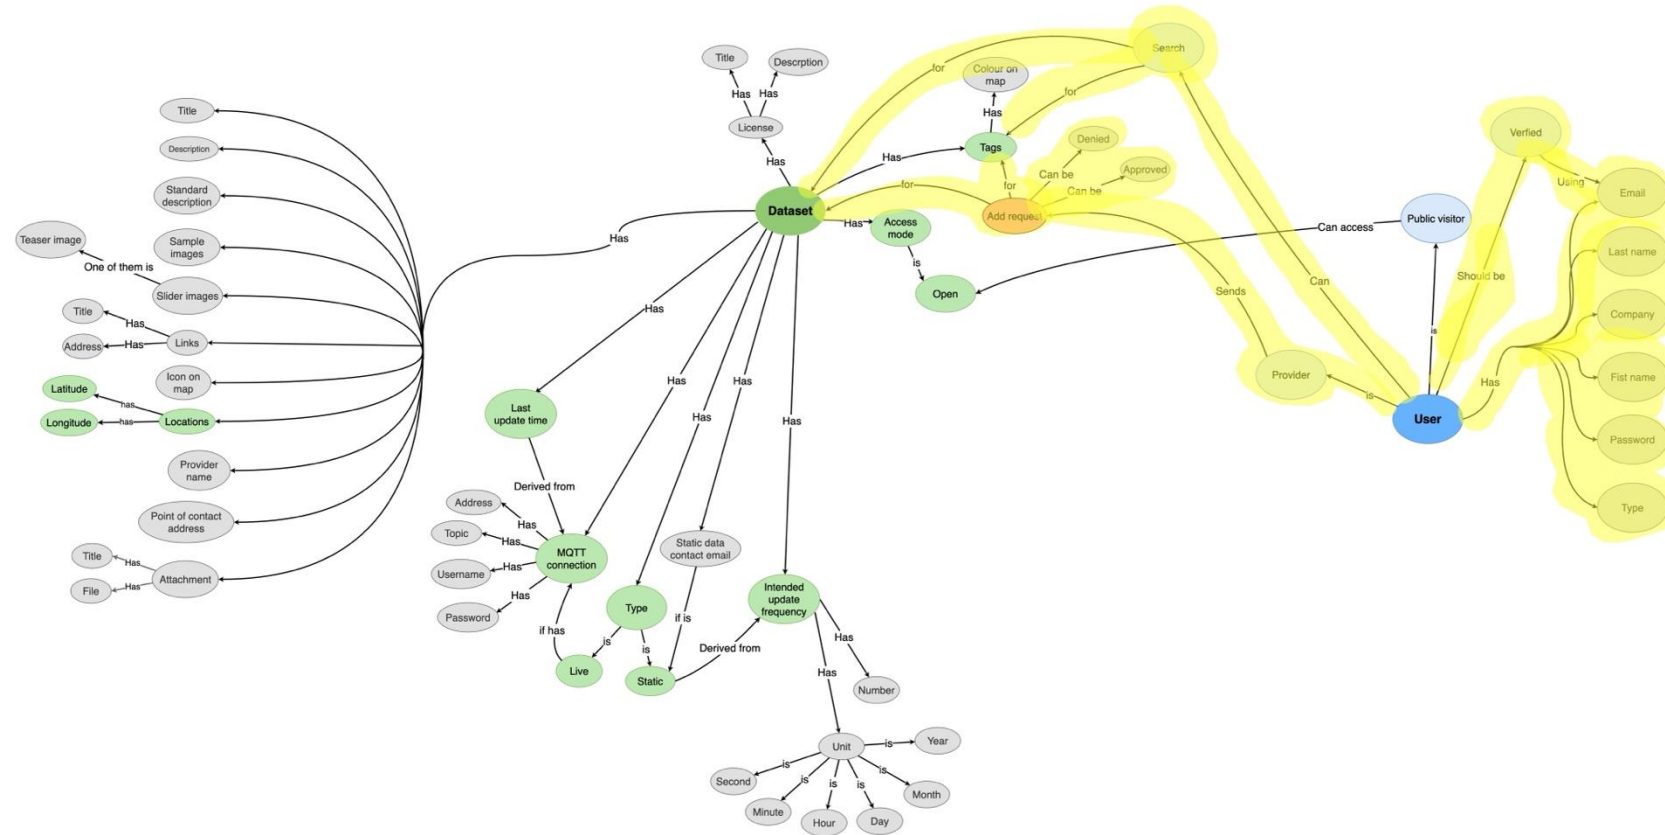 Search
Title
Descrption
for
Colour on
map
Has
Has
for
Title
License
Has
Verfied
Description
Has
Has
Tags
Denied
Approved
Can be
Using
Standard
description
for
for
Can be
Email
Dataset
Add request
Has
Access
mode
Public visitor
Can access
Teaser image
Has
Sample
images
One of them is
is
Last name
Slider images
Open
Sends
Can
Should be
Title
Has
Has
Company
Links
Address
Has
is
Icon on
map
Provider
Fist name
Latitude
has
Has
Has
Has
is
Longitude
has
Locations
Last
update time
Has
Has
User
Password
Provider
name
Derived from
Address
Type
Point of contact
address
Has
Topic
Has
Static data
contact email
Title
Has
MQTT
connection
Username
Has
Attachment
File
Has
Has
Password
Type
Intended
update
frequency
if has
if is
is
is
Derived from
Has
Live
Static
Has
Number
Unit
is
Year
Second
is
is
is
is
is
Month
Minute
Hour
Day